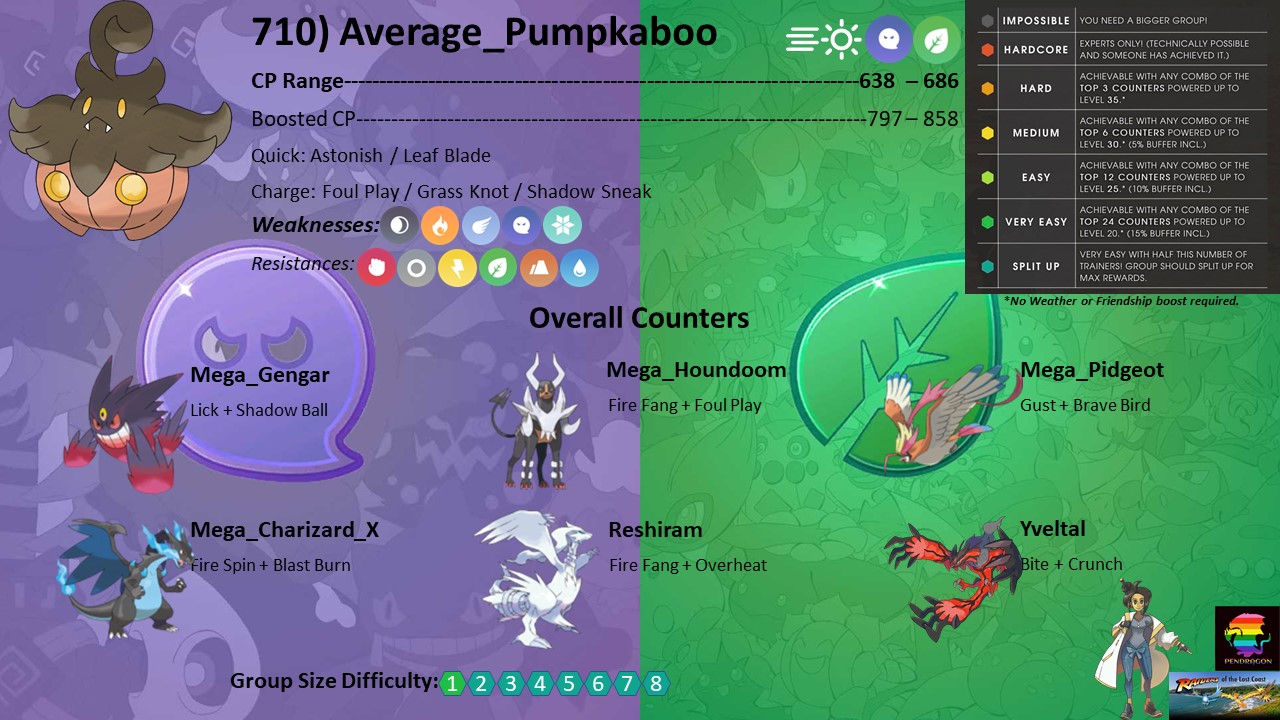 710) Average_Pumpkaboo
CP Range---------------------------------------------------------------------------638 – 686
Boosted CP--------------------------------------------------------------------------797 – 858
Quick: Astonish / Leaf Blade
Charge: Foul Play / Grass Knot / Shadow Sneak
Weaknesses:
Resistances:
IMPOSSIBLE YOU NEED A BIGGER GROUP!
HARDCORE EXPERTS ONLY! (TECHNICALLY POSSIBLE
AND SOMEONE HAS ACHIEVED IT.)
HARD ACHIEVABLE WITH ANY COMBO OF THE
TOP 3 COUNTERS POWERED UP TO
LEVEL 35.*
MEDIUM ACHIEVABLE WITH ANY COMBO OF THE
TOP 6 COUNTERS POWERED UP TO
LEVEL 30.* (5% BUFFER INCL.)
EASY ACHIEVABLE WITH ANY COMBO OF THE
TOP 12 COUNTERS POWERED UP TO
LEVEL 25.* (10% BUFFER INCL.)
VERY EASY ACHIEVABLE WITH ANY COMBO OF THE
TOP 24 COUNTERS POWERED UP TO
LEVEL 20.* (15% BUFFER INCL.)
SPLIT UP VERY EASY WITH HALF THIS NUMBER OF
TRAINERS! GROUP SHOULD SPLIT UP FOR
MAX REWARDS.
*No Weather or Friendship boost required.
Overall Counters
Mega_Gengar
Lick + Shadow Ball
Mega_Houndoom
Fire Fang + Foul Play
Mega_Pidgeot
Gust + Brave Bird
Mega_Charizard_X
Fire Spin + Blast Burn
Reshiram
Fire Fang + Overheat
Yveltal
Bite + Crunch
Group Size Difficulty: 1 2 3 4 5 6 7 8
PENDRAGON
RAIDERS of the Lost Coast